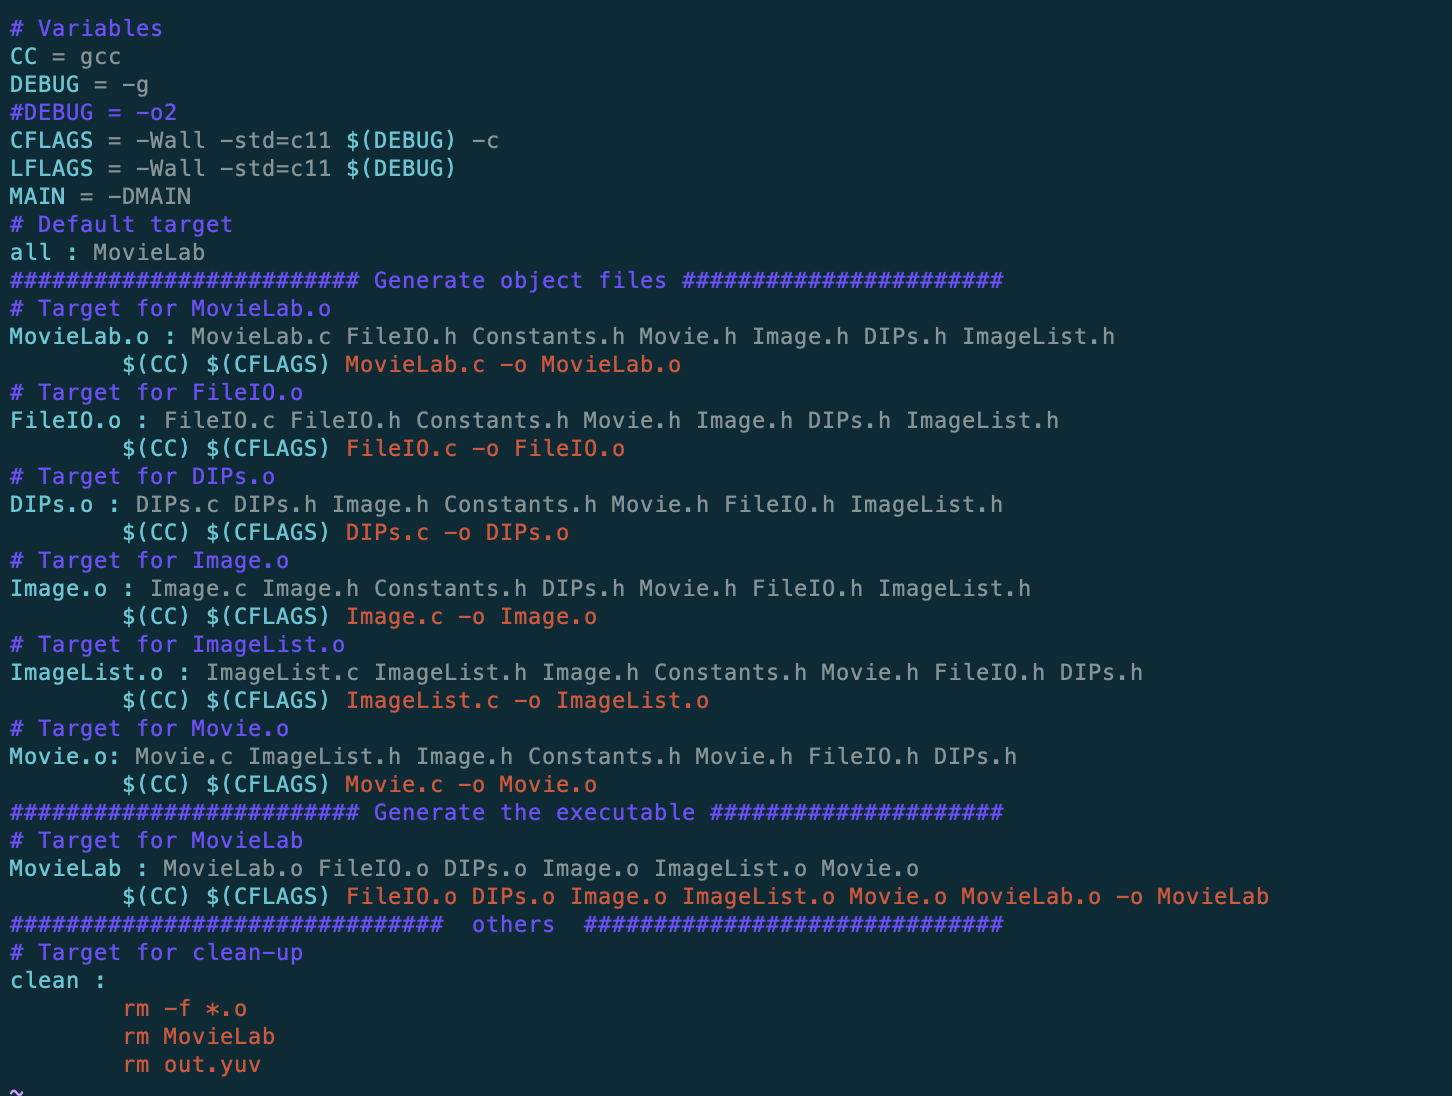 # Variables
CC = gcc
DEBUG = -g
#DEBUG = -o2
CFLAGS = -Wall -std=c11 $(DEBUG) -c
LFLAGS = -Wall -std=c11 $(DEBUG)
MAIN = -DMAIN
# Default target
all : MovieLab
######################### Generate object files #######################
# Target for MovieLab.o
MovieLab.o : MovieLab.c FileIO.h Constants.h Movie.h Image.h DIPs.h ImageList.h
        $(CC) $(CFLAGS) MovieLab.c -o MovieLab.o
# Target for FileIO.o
FileIO.o : FileIO.c FileIO.h Constants.h Movie.h Image.h DIPs.h ImageList.h
        $(CC) $(CFLAGS) FileIO.c -o FileIO.o
# Target for DIPs.o
DIPs.o : DIPs.c DIPs.h Image.h Constants.h Movie.h FileIO.h ImageList.h
        $(CC) $(CFLAGS) DIPs.c -o DIPs.o
# Target for Image.o
Image.o : Image.c Image.h Constants.h DIPs.h Movie.h FileIO.h ImageList.h
        $(CC) $(CFLAGS) Image.c -o Image.o
# Target for ImageList.o
ImageList.o : ImageList.c ImageList.h Image.h Constants.h Movie.h FileIO.h DIPs.h
        $(CC) $(CFLAGS) ImageList.c -o ImageList.o
# Target for Movie.o
Movie.o: Movie.c ImageList.h Image.h Constants.h Movie.h FileIO.h DIPs.h
        $(CC) $(CFLAGS) Movie.c -o Movie.o
######################### Generate the executable #####################
# Target for MovieLab
MovieLab : MovieLab.o FileIO.o DIPs.o Image.o ImageList.o Movie.o
        $(CC) $(CFLAGS) FileIO.o DIPs.o Image.o ImageList.o Movie.o MovieLab.o -o MovieLab
###############################  others  ##############################
# Target for clean-up
clean :
        rm -f *.o
        rm MovieLab
        rm out.yuv
~